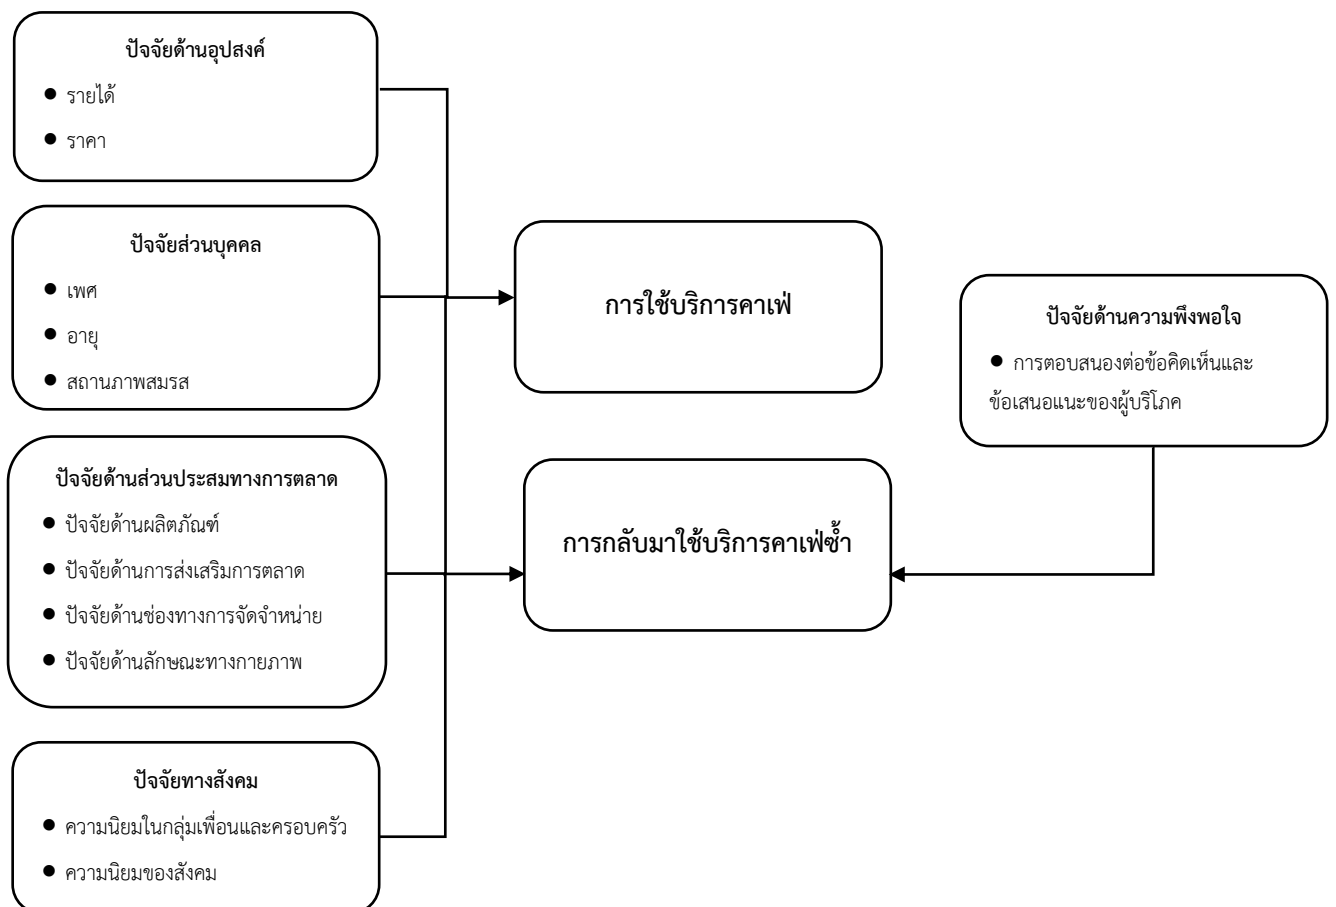 ปัจจัยด้านอุปสงค์
● รายได้
● ราคา
ปัจจัยส่วนบุคคล
● เพศ
● อายุ
● สถานภาพสมรส
ปัจจัยด้านส่วนประสมทางการตลาด
● ปัจจัยด้านผลิตภัณฑ์
● ปัจจัยด้านการส่งเสริมการตลาด
● ปัจจัยด้านช่องทางการจัดจำหน่าย
● ปัจจัยด้านลักษณะทางกายภาพ
ปัจจัยทางสังคม
● ความนิยมในกลุ่มเพื่อนและครอบครัว
● ความนิยมของสังคม
การใช้บริการคาเฟ่
การกลับมาใช้บริการคาเฟ่ซ้ำ
ปัจจัยด้านความพึงพอใจ
● การตอบสนองต่อข้อคิดเห็นและ
ข้อเสนอแนะของผู้บริโภค